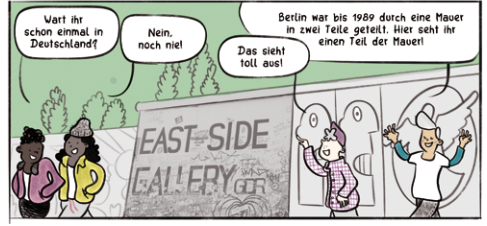 Wart ihr
schon einmal in
Deutschland?
Nein,
noch nie!
Das sieht
toll aus!
Berlin war bis 1989 durch eine Mauer
in zwei Teile geteilt. Hier seht ihr
einen Teil der Mauer!
EAST-SIDE
GALLERY